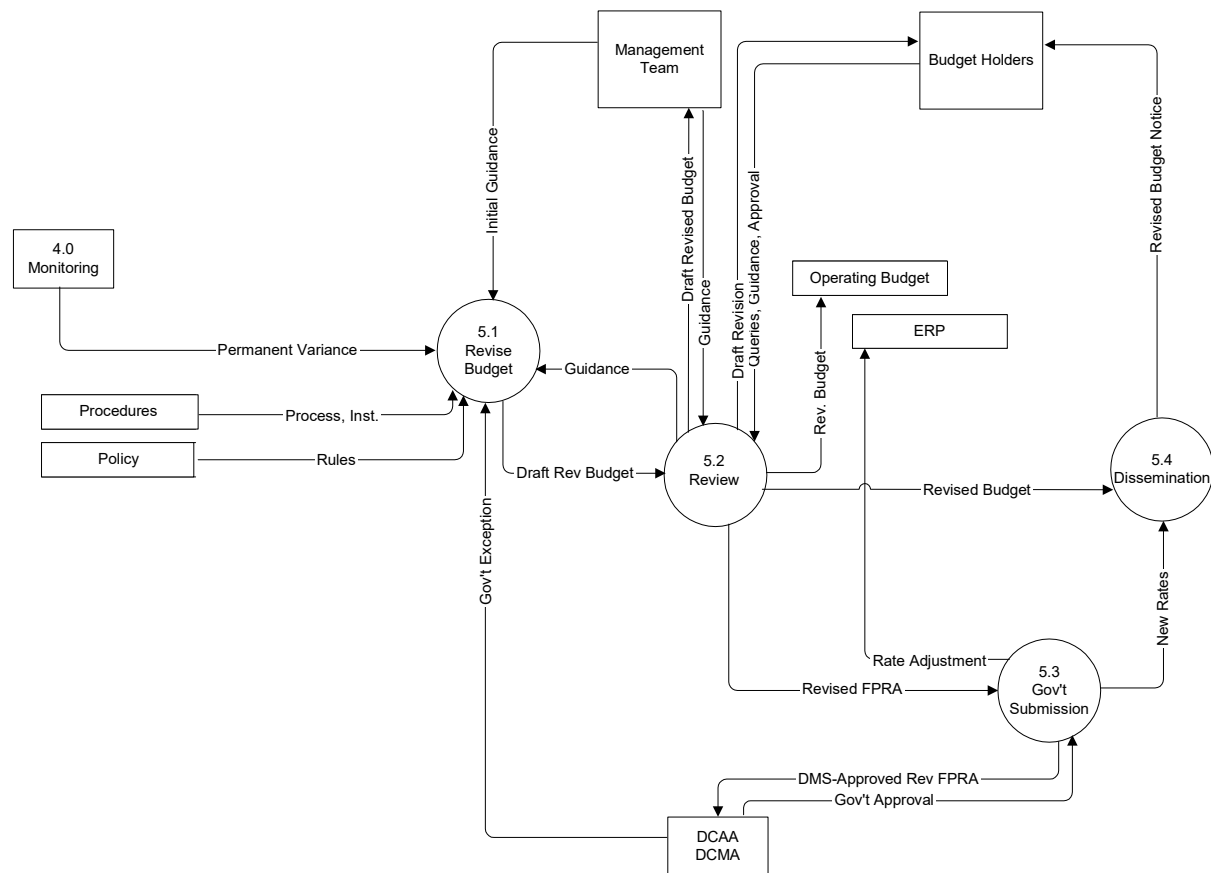 Management
Team
Budget Holders
Initial Guidance
Draft Revised Budget
Guidance
Draft Revision
Queries, Guidance, Approval
Revised Budget Notice
4.0
Monitoring
Operating Budget
Rev. Budget
ERP
5.1
Revise
Budget
Permanent Variance
Guidance
Procedures
Process, Inst.
Policy
Rules
Draft Rev Budget
5.2
Review
Revised Budget
5.4
Dissemination
Gov't Exception
New Rates
Rate Adjustment
Revised FPRA
5.3
Gov't
Submission
DMS-Approved Rev FPRA
Gov't Approval
DCAA
DCMA